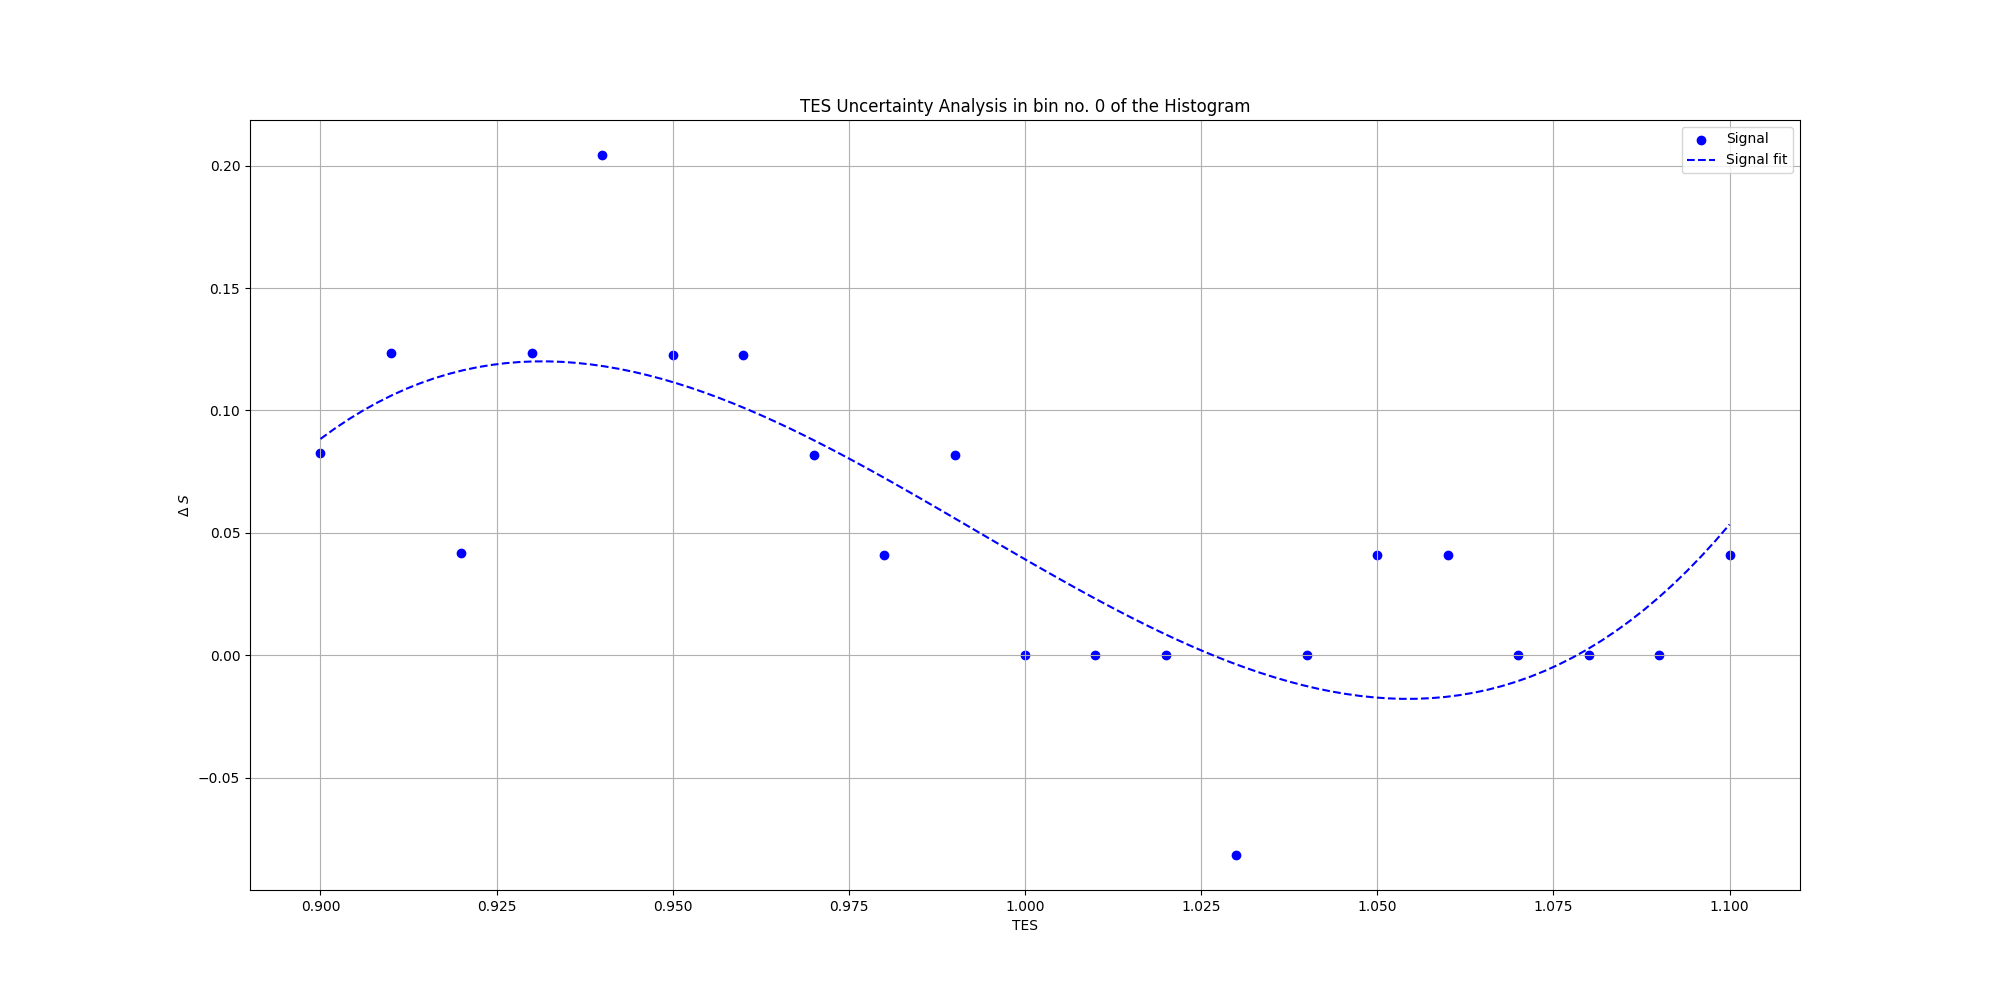 TES Uncertainty Analysis in bin no. 0 of the Histogram
Signal
Signal fit
0.20
0.15
0.10
0.05
0.00
−0.05
Δ S
0.900 0.925 0.950 0.975 1.000 1.025 1.050 1.075 1.100
TES